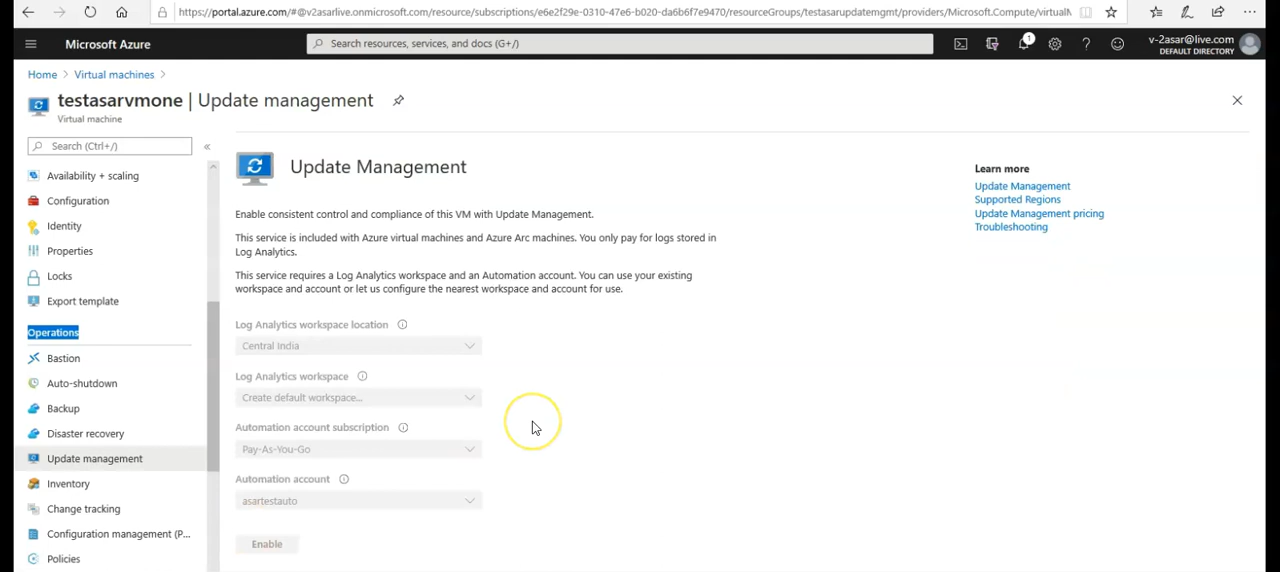 https://portal.azure.com/#@v2asarlive.onmicrosoft.com/resource/subscriptions/e6e2f29e-0310-47e6-b020-da6b6f7e9470/resourceGroups/testasarupdatemgmt/providers/Microsoft.Compute/virtualM
Microsoft Azure
Search resources, services, and docs (G+/)
1
v-2asar@live.com
DEFAULT DIRECTORY
Home > Virtual machines >
testasarvmone | Update management
Virtual machine
Search (Ctrl+/)
«
Availability + scaling
Configuration
Identity
Properties
Locks
Export template
Operations
Bastion
Auto-shutdown
Backup
Disaster recovery
Update management
Inventory
Change tracking
Configuration management (P...
Policies
Update Management
Enable consistent control and compliance of this VM with Update Management.
This service is included with Azure virtual machines and Azure Arc machines. You only pay for logs stored in
Log Analytics.
This service requires a Log Analytics workspace and an Automation account. You can use your existing
workspace and account or let us configure the nearest workspace and account for use.
Log Analytics workspace location
Central India
Log Analytics workspace
Create default workspace...
Automation account subscription
Pay-As-You-Go
Automation account
asartestauto
Enable
Learn more
Update Management
Supported Regions
Update Management pricing
Troubleshooting